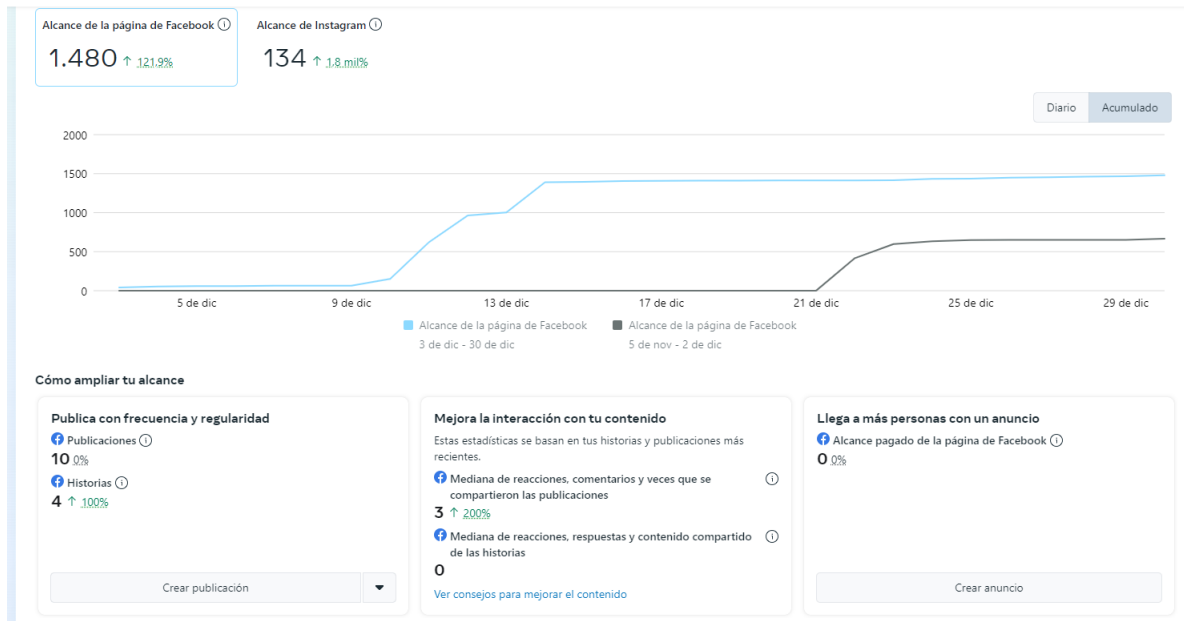 Alcance de la página de Facebook
1.480 ↑ 121,9%
Alcance de Instagram
134 ↑ 1,8 mil%
Diario
Acumulado
2000
1500
1000
500
0
5 de dic
9 de dic
13 de dic
17 de dic
21 de dic
25 de dic
29 de dic
Alcance de la página de Facebook
3 de dic - 30 de dic
Alcance de la página de Facebook
5 de nov - 2 de dic
Cómo ampliar tu alcance
Publica con frecuencia y regularidad
Publicaciones
10 0%
Historias
4 ↑ 100%
Crear publicación
Mejora la interacción con tu contenido
Estas estadísticas se basan en tus historias y publicaciones más
recientes.
Mediana de reacciones, comentarios y veces que se
compartieron las publicaciones
3 ↑ 200%
Mediana de reacciones, respuestas y contenido compartido
de las historias
0
Ver consejos para mejorar el contenido
Llega a más personas con un anuncio
Alcance pagado de la página de Facebook
0 0%
Crear anuncio